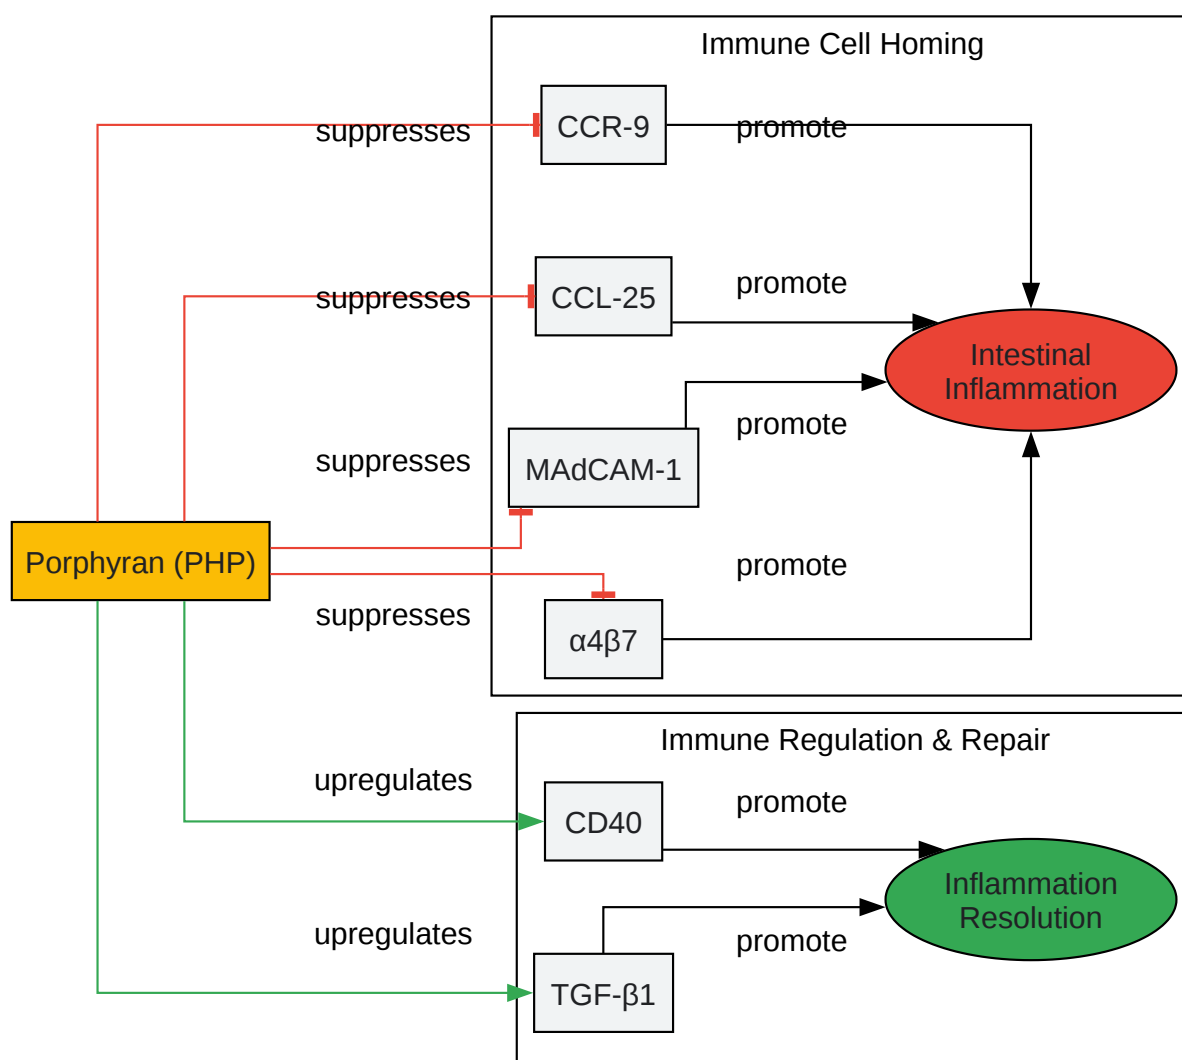 Immune Cell Homing
suppresses
CCR-9
promote
suppresses
CCL-25
promote
Intestinal
Inflammation
suppresses
MAdCAM-1
promote
Porphyran (PHP)
suppresses
α4β7
promote
Immune Regulation & Repair
upregulates
CD40
promote
Inflammation
Resolution
upregulates
TGF-β1
promote